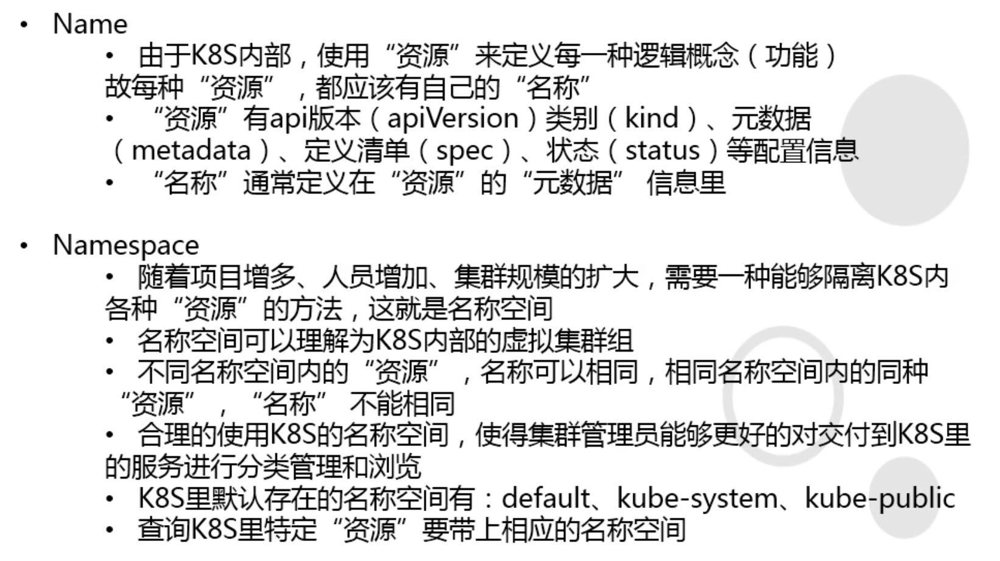 • Name
• 由于K8S内部，使用“资源”来定义每一种逻辑概念（功能）
故每种“资源”，都应该有自己的“名称”
• “资源”有api版本（apiVersion）类别（kind）、元数据
（metadata）、定义清单（spec）、状态（status）等配置信息
• “名称”通常定义在“资源”的“元数据” 信息里
• Namespace
• 随着项目增多、人员增加、集群规模的扩大，需要一种能够隔离K8S内
各种“资源”的方法，这就是名称空间
• 名称空间可以理解为K8S内部的虚拟集群组
• 不同名称空间内的“资源”，名称可以相同，相同名称空间内的同种
“资源”，“名称” 不能相同
• 合理的使用K8S的名称空间，使得集群管理员能够更好的对交付到K8S里
的服务进行分类管理和浏览
• K8S里默认存在的名称空间有：default、kube-system、kube-public
• 查询K8S里特定“资源”要带上相应的名称空间